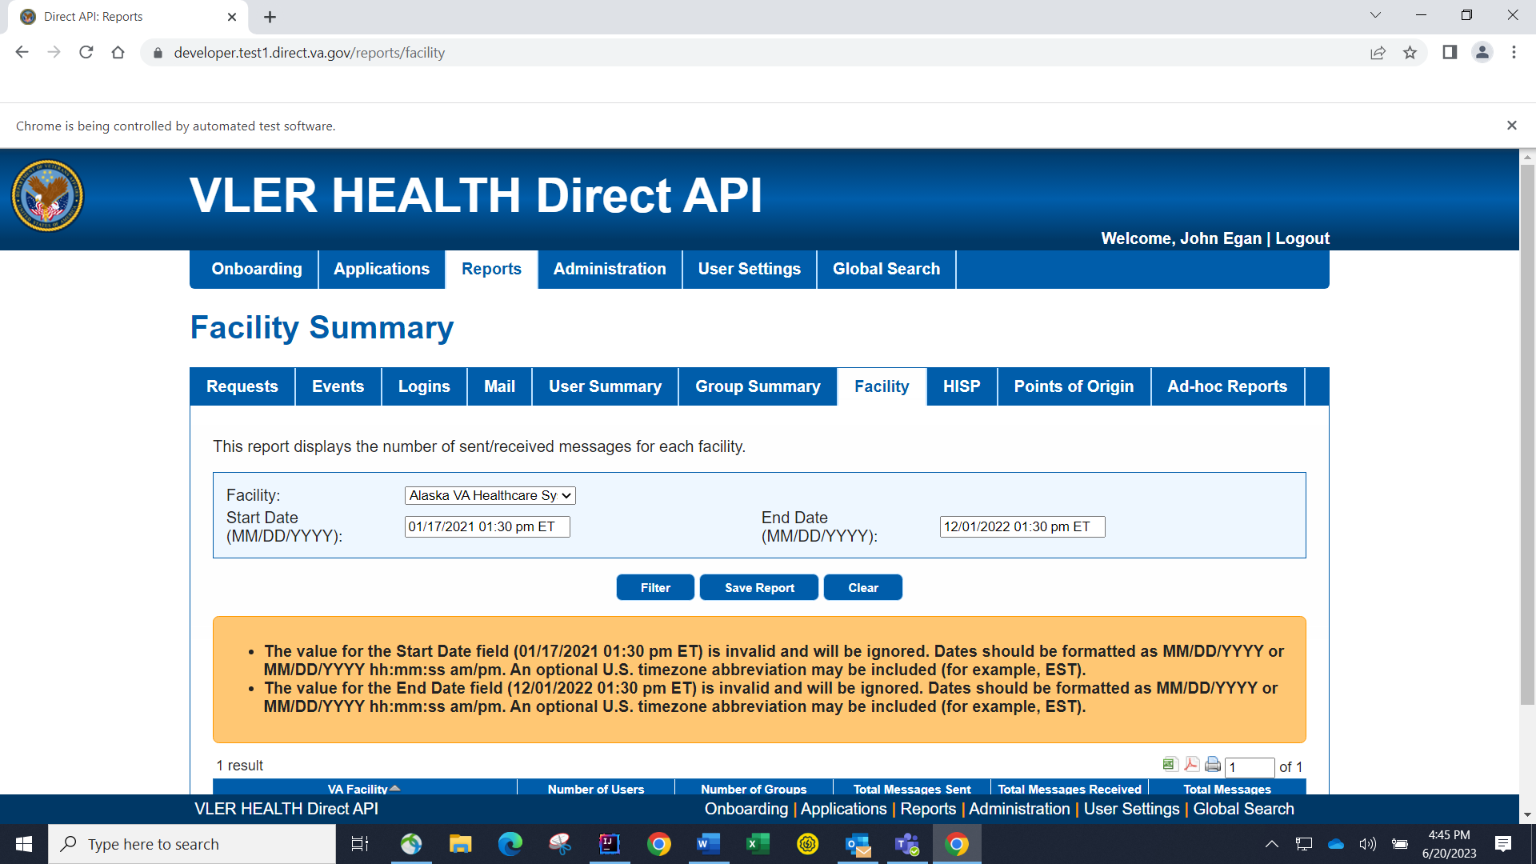 Direct API: Reports
developer.test1.direct.va.gov/reports/facility
Chrome is being controlled by automated test software.
VLER HEALTH Direct API
Welcome, John Egan | Logout
Onboarding Applications Reports Administration User Settings Global Search
Facility Summary
Requests Events Logins Mail User Summary Group Summary Facility HISP Points of Origin Ad-hoc Reports
This report displays the number of sent/received messages for each facility.
Facility: Alaska VA Healthcare Sy
Start Date
(MM/DD/YYYY): 01/17/2021 01:30 pm ET
End Date
(MM/DD/YYYY): 12/01/2022 01:30 pm ET
Filter Save Report Clear
• The value for the Start Date field (01/17/2021 01:30 pm ET) is invalid and will be ignored. Dates should be formatted as MM/DD/YYYY or
MM/DD/YYYY hh:mm:ss am/pm. An optional U.S. timezone abbreviation may be included (for example, EST).
• The value for the End Date field (12/01/2022 01:30 pm ET) is invalid and will be ignored. Dates should be formatted as MM/DD/YYYY or
MM/DD/YYYY hh:mm:ss am/pm. An optional U.S. timezone abbreviation may be included (for example, EST).
1 result 1 of 1
VA Facility Number of Users Number of Groups Total Messages Sent Total Messages Received Total Messages
VLER HEALTH Direct API Onboarding | Applications | Reports | Administration | User Settings | Global Search
Type here to search
4:45 PM
6/20/2023